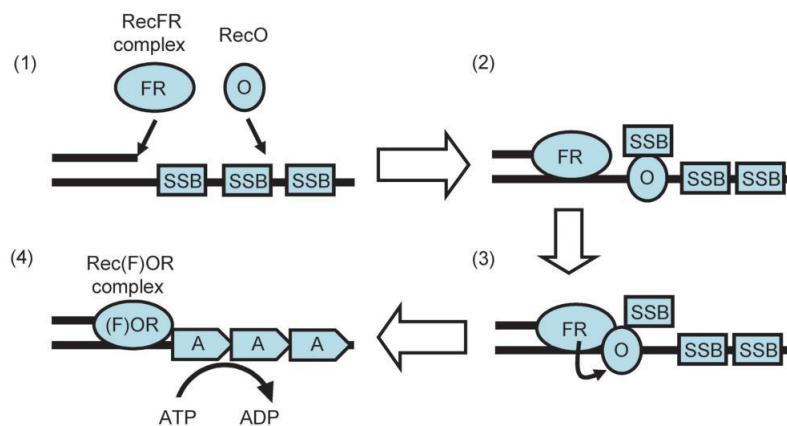 (1)
RecFR
complex
RecO
FR
O
SSB SSB SSB
(2)
FR
SSB
O
SSB SSB
(3)
FR
SSB
O
SSB SSB
(4)
Rec(F)OR
complex
(F)OR
A A A
ATP ADP